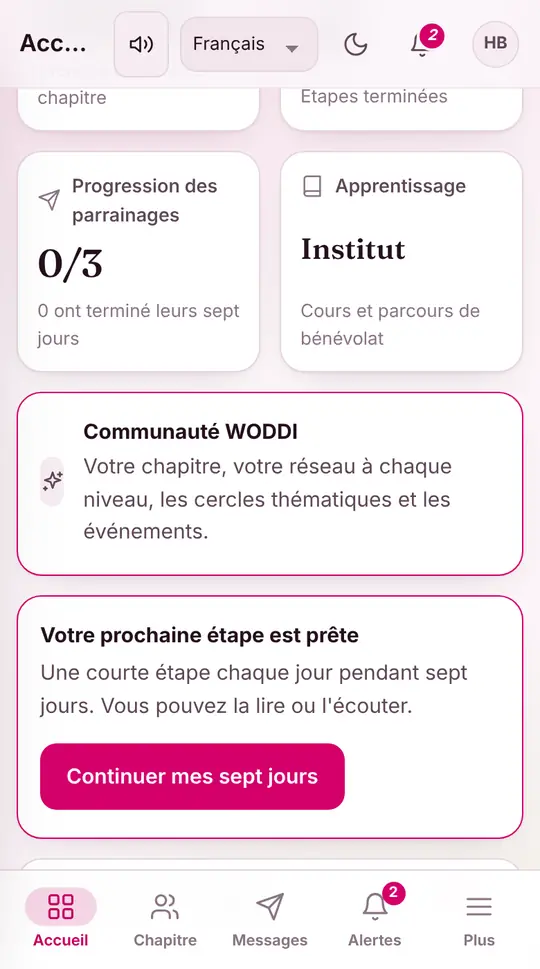 Acc...
Français
2
HB
chapitre
Étapes terminées
Progression des
parrainages
0/3
0 ont terminé leurs sept
jours
Apprentissage
Institut
Cours et parcours de
bénévolat
Communauté WODDI
Votre chapitre, votre réseau à chaque
niveau, les cercles thématiques et les
événements.
Votre prochaine étape est prête
Une courte étape chaque jour pendant sept
jours. Vous pouvez la lire ou l'écouter.
Continuer mes sept jours
2
Accueil
Chapitre
Messages
Alertes
Plus